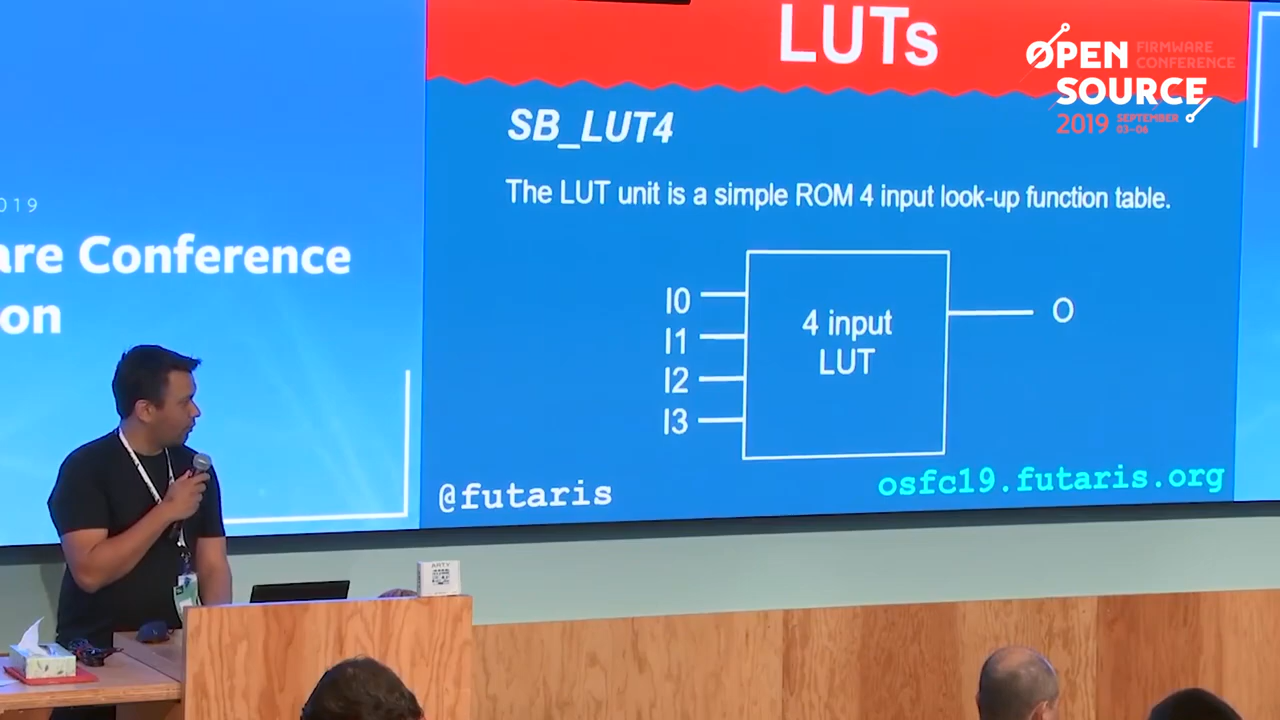 019
are Conference
on
LUTs
SB_LUT4
The LUT unit is a simple ROM 4 input look-up function table.
I0
I1
I2
I3
4 input
LUT
O
@futaris
osfc19.futaris.org
OPEN
FIRMWARE
CONFERENCE
SOURCE
2019
SEPTEMBER
03–06
ARTY